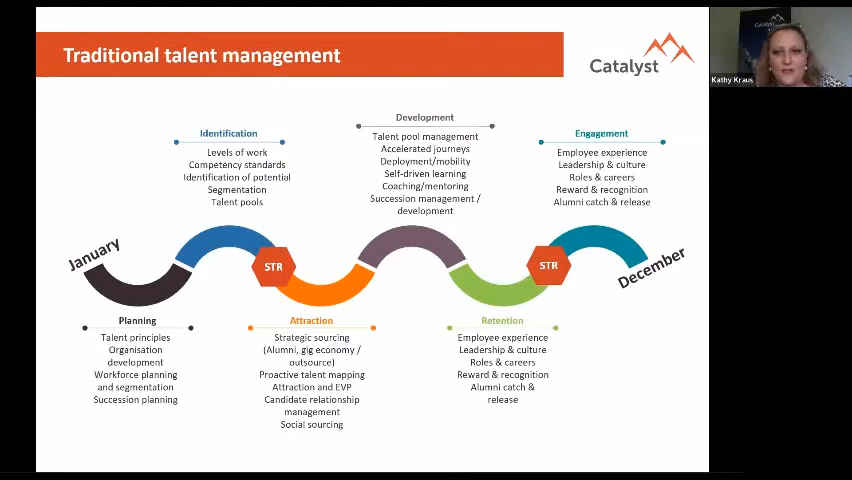 Traditional talent management
Catalyst
Catalyst
Kathy Kraus
Identification
Levels of work
Competency standards
Identification of potential
Segmentation
Talent pools
Development
Talent pool management
Accelerated journeys
Deployment/mobility
Self-driven learning
Coaching/mentoring
Succession management /
development
Engagement
Employee experience
Leadership & culture
Roles & careers
Reward & recognition
Alumni catch & release
January
STR
STR
December
Planning
Talent principles
Organisation
development
Workforce planning
and segmentation
Succession planning
Attraction
Strategic sourcing
(Alumni, gig economy /
outsource)
Proactive talent mapping
Attraction and EVP
Candidate relationship
management
Social sourcing
Retention
Employee experience
Leadership & culture
Roles & careers
Reward & recognition
Alumni catch &
release